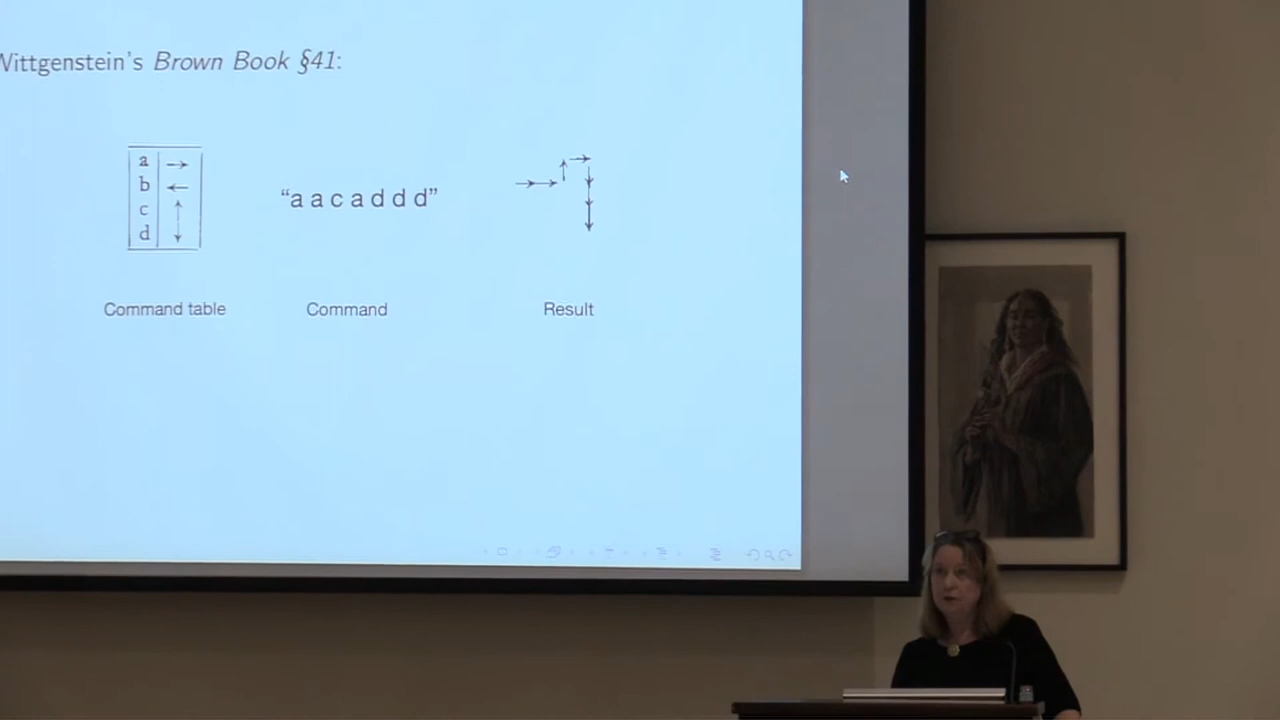 Wittgenstein's Brown Book §41:
a →
b ←
c ↑
d ↓
"a a c a d d d"
Command table
Command
Result